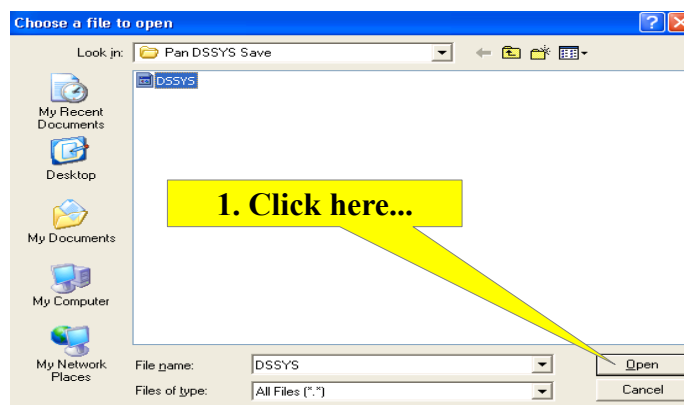 Choose a file to open
Look in: Pan DSSYS Save
DSSYS
My Recent
Documents
Desktop
1. Click here...
My Documents
My Computer
My Network
Places
File name: DSSYS Open
Files of type: All Files (*.*) Cancel